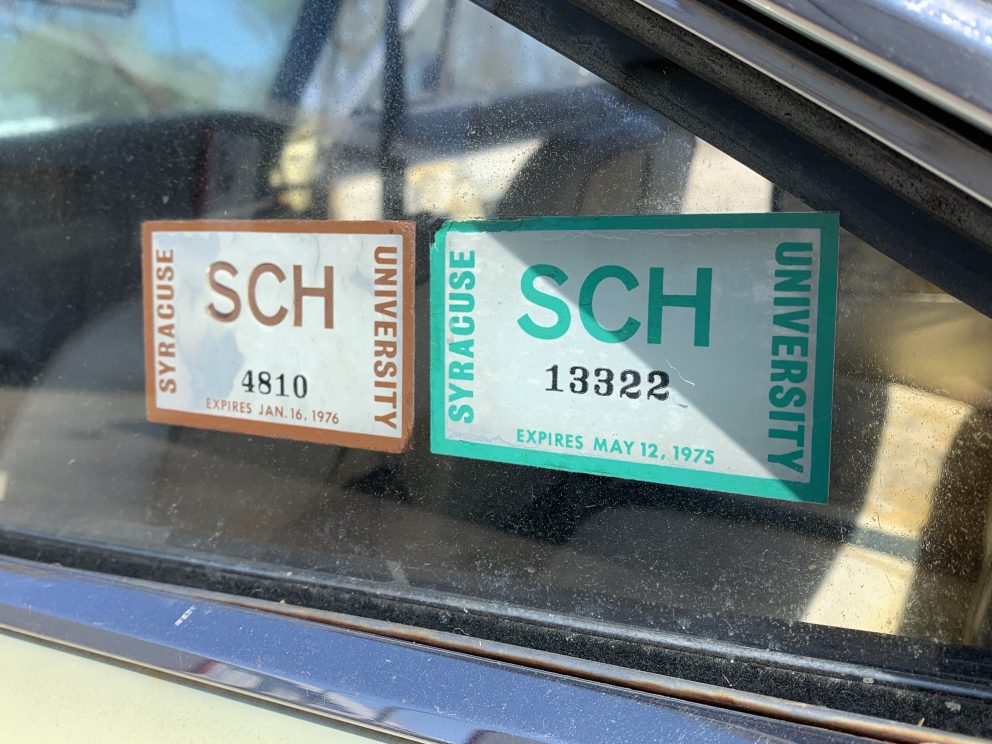 SYRACUSE
SCH
4810
EXPIRES JAN. 16, 1976
UNIVERSITY
SYRACUSE
SCH
13322
EXPIRES MAY 12, 1975
UNIVERSITY